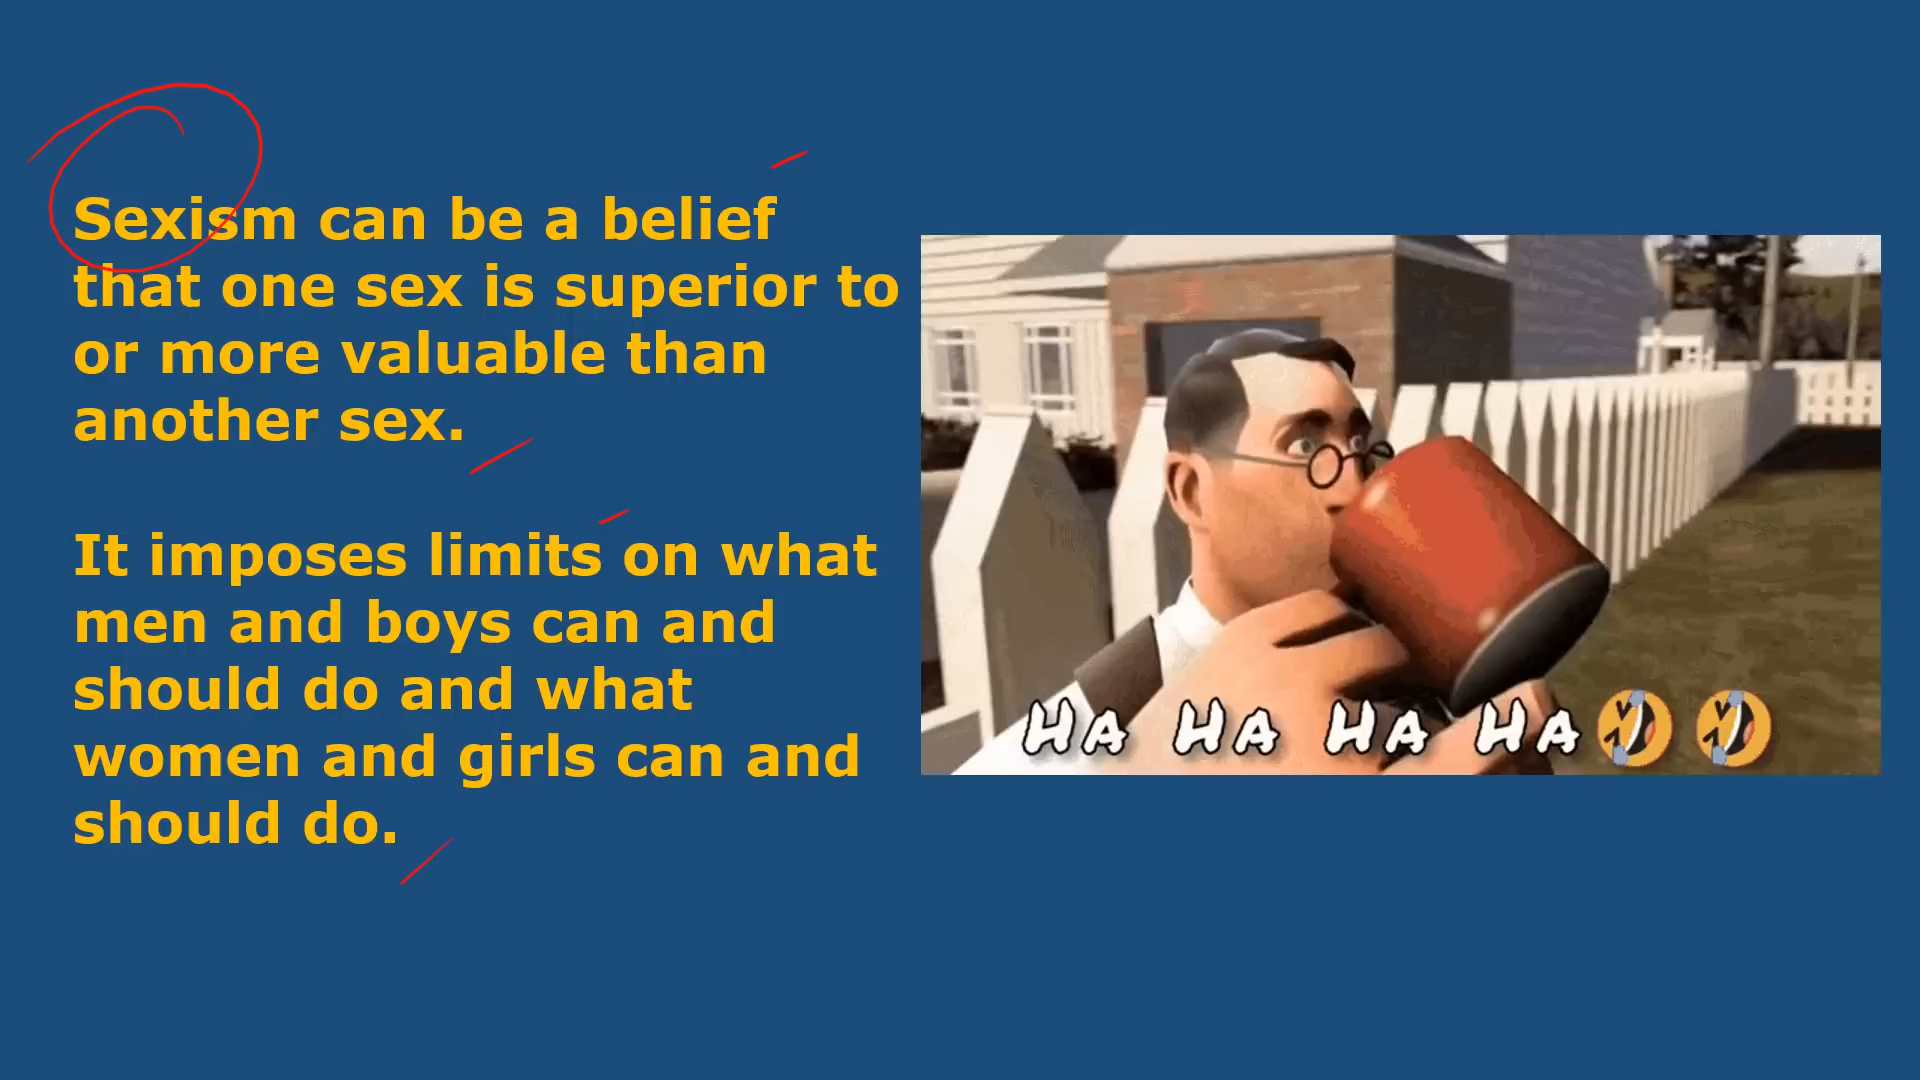 Sexism can be a belief
that one sex is superior to
or more valuable than
another sex.
It imposes limits on what
men and boys can and
should do and what
women and girls can and
should do.
HA HA HA HA🤣🤣